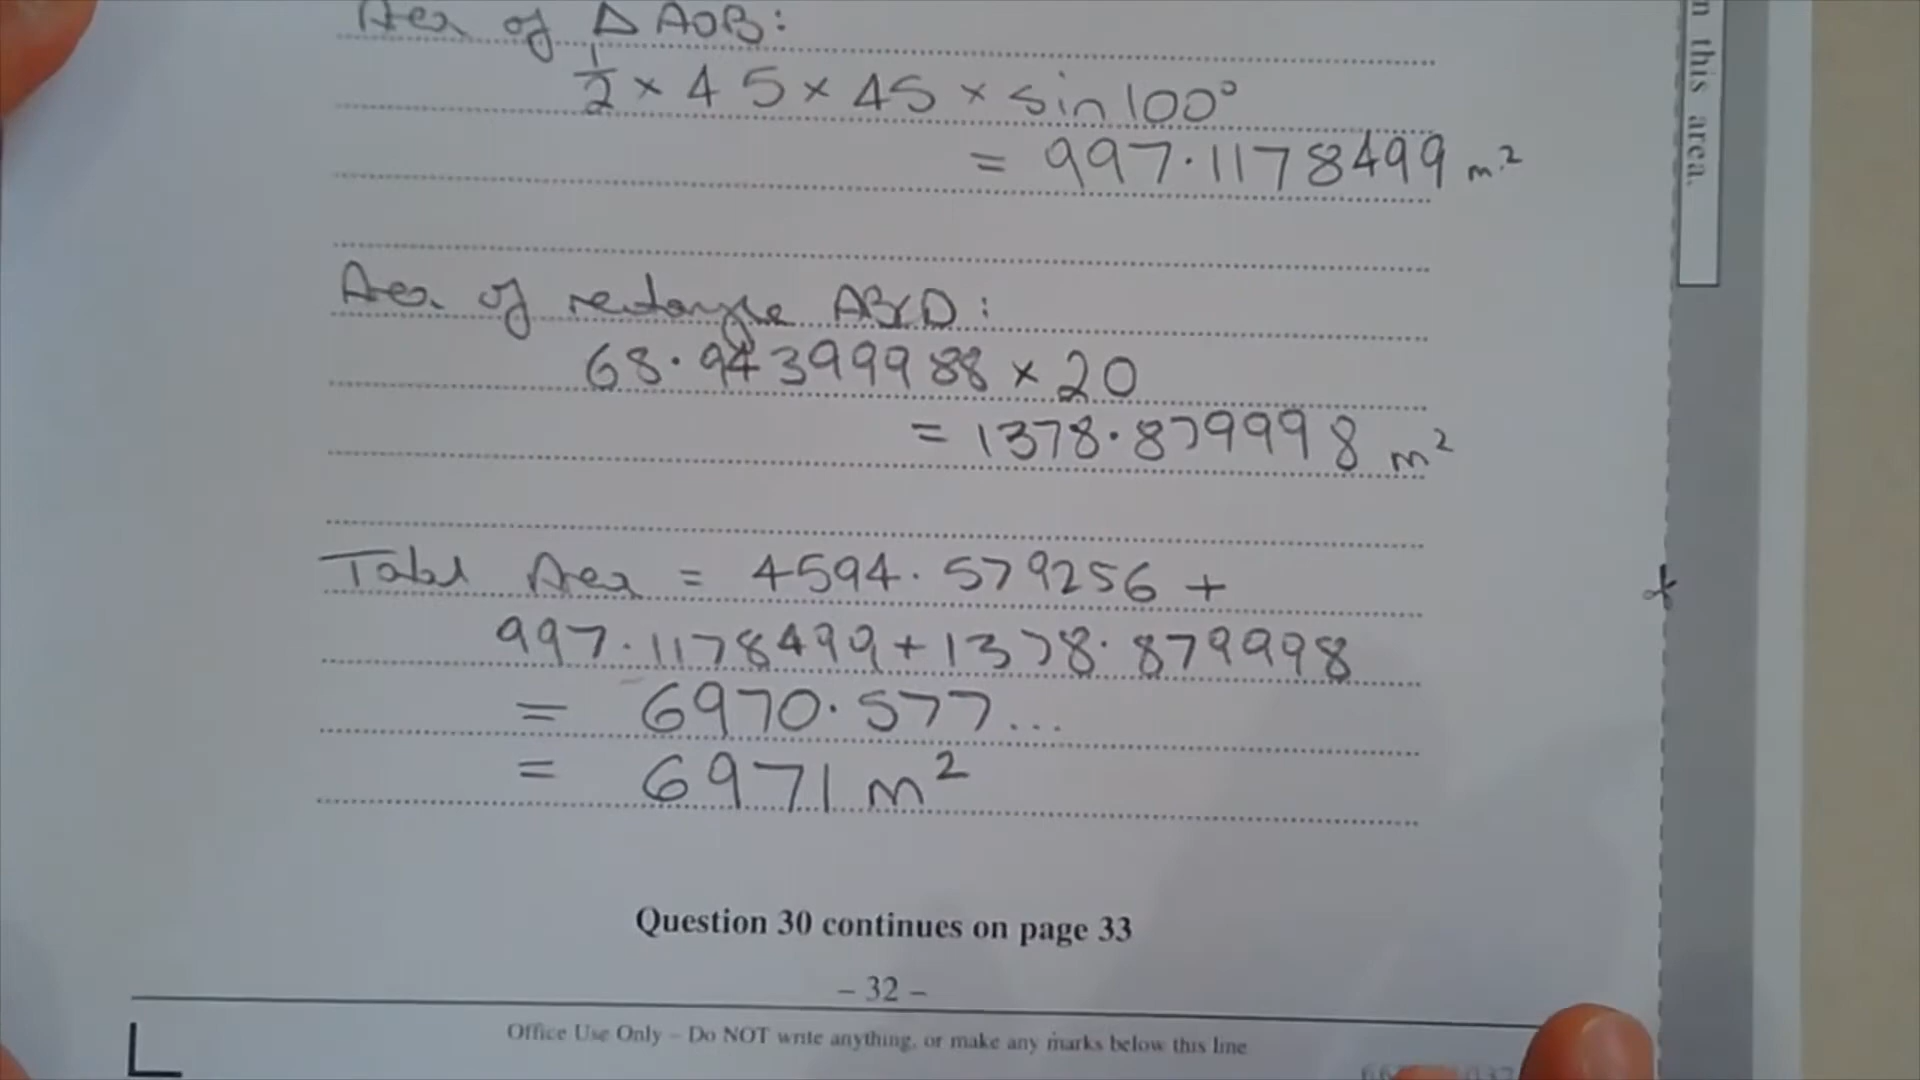 Area of △ AOB:
1/2 × 45 × 45 × sin 100°
= 997.1178499 m²
Area of rectangle ABCD:
68.94399988 × 20
= 1378.879998 m²
Total Area = 4594.579256 +
997.1178499 + 1378.879998
= 6970.577...
= 6971 m²
Question 30 continues on page 33
– 32 –
Office Use Only – Do NOT write anything, or make any marks below this line
n this area.